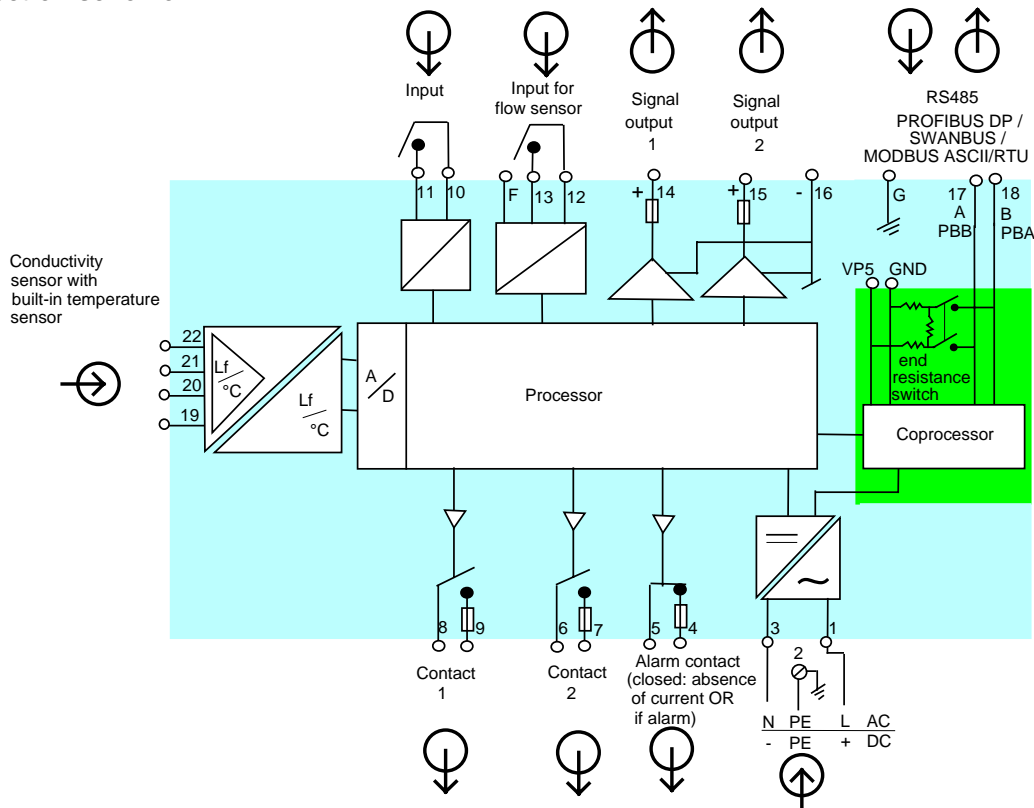 Input
Input for
flow sensor
Signal
output
1
Signal
output
2
RS485
PROFIBUS DP /
SWANBUS /
MODBUS ASCII/RTU
11 10
F 13 12
+ 14
+ 15
- 16
G
17 18
A B
PBB PBA
VP5 GND
end
resistance
switch
Coprocessor
Conductivity
sensor with
built-in temperature
sensor
22
21
20
19
Lf
°C
Lf
°C
A
D
Processor
8 9
6 7
5 4
3 1
2
Contact
1
Contact
2
Alarm contact
(closed: absence
of current OR
if alarm)
N PE L AC
- PE + DC